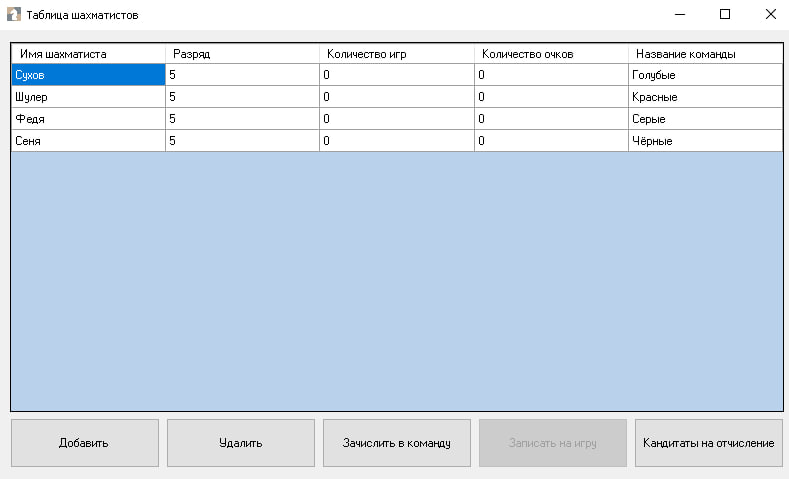 Таблица шахматистов
Имя шахматиста Разряд Количество игр Количество очков Название команды
Сухов 5 0 0 Голубые
Шулер 5 0 0 Красные
Федя 5 0 0 Серые
Сеня 5 0 0 Чёрные
Добавить Удалить Зачислить в команду Записать на игру Кандитаты на отчисление